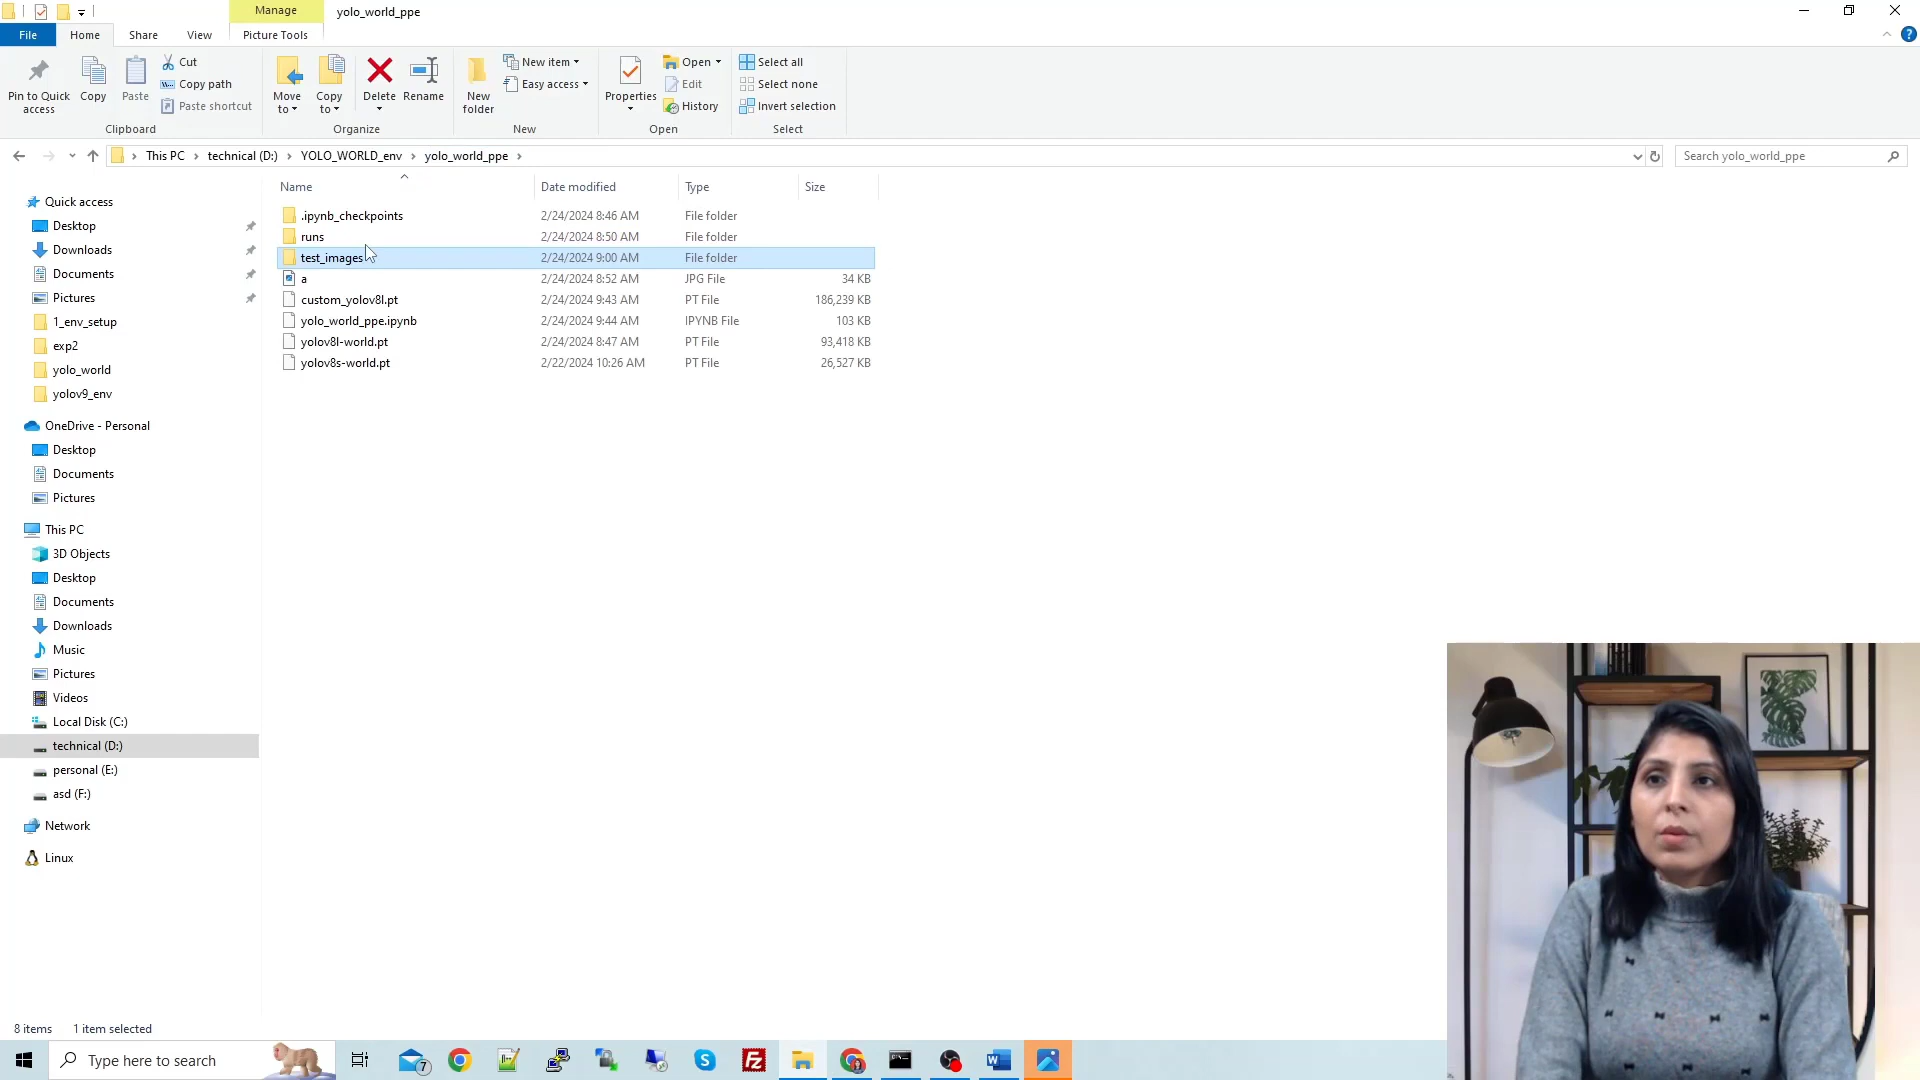 Manage
yolo_world_ppe
File
Home
Share
View
Picture Tools
Pin to Quick access
Copy
Paste
Cut
Copy path
Paste shortcut
Clipboard
Move to
Copy to
Delete
Rename
Organize
New folder
New item
Easy access
New
Properties
Open
Edit
History
Open
Select all
Select none
Invert selection
Select
This PC › technical (D:) › YOLO_WORLD_env › yolo_world_ppe ›
Search yolo_world_ppe
Name Date modified Type Size
.ipynb_checkpoints 2/24/2024 8:46 AM File folder
runs 2/24/2024 8:50 AM File folder
test_images 2/24/2024 9:00 AM File folder
a 2/24/2024 8:52 AM JPG File 34 KB
custom_yolov8l.pt 2/24/2024 9:43 AM PT File 186,239 KB
yolo_world_ppe.ipynb 2/24/2024 9:44 AM IPYNB File 103 KB
yolov8l-world.pt 2/24/2024 8:47 AM PT File 93,418 KB
yolov8s-world.pt 2/22/2024 10:26 AM PT File 26,527 KB
Quick access
Desktop
Downloads
Documents
Pictures
1_env_setup
exp2
yolo_world
yolov9_env
OneDrive - Personal
Desktop
Documents
Pictures
This PC
3D Objects
Desktop
Documents
Downloads
Music
Pictures
Videos
Local Disk (C:)
technical (D:)
personal (E:)
asd (F:)
Network
Linux
8 items 1 item selected
Type here to search
7